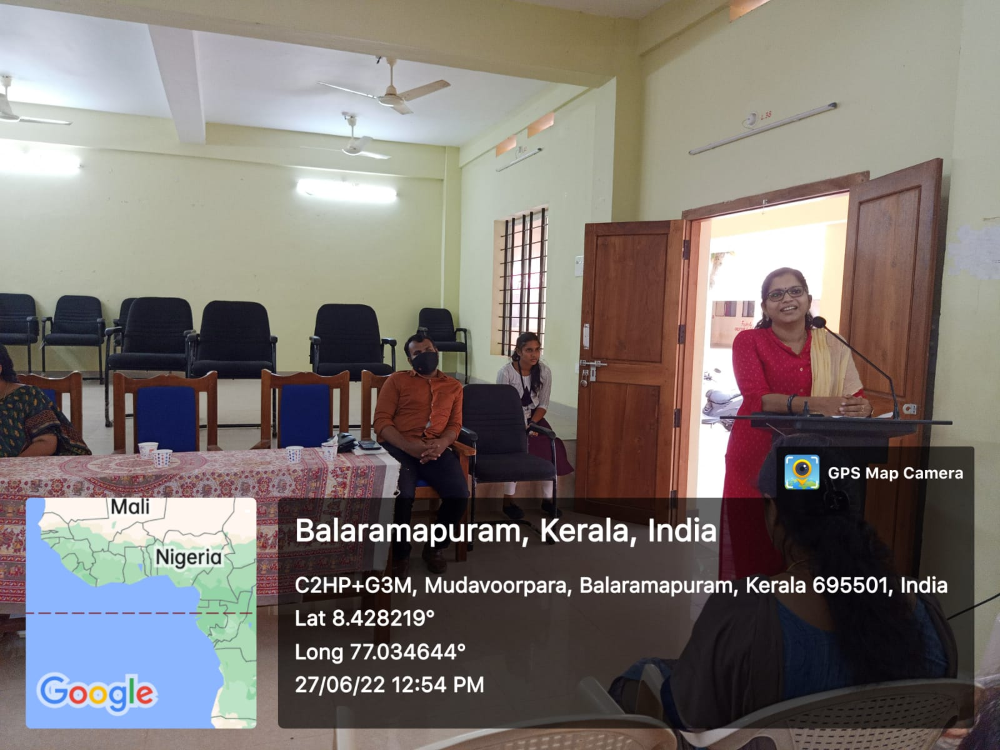 L38
GPS Map Camera
Mali
Nigeria
Google
Balaramapuram, Kerala, India
C2HP+G3M, Mudavoorpara, Balaramapuram, Kerala 695501, India
Lat 8.428219°
Long 77.034644°
27/06/22 12:54 PM